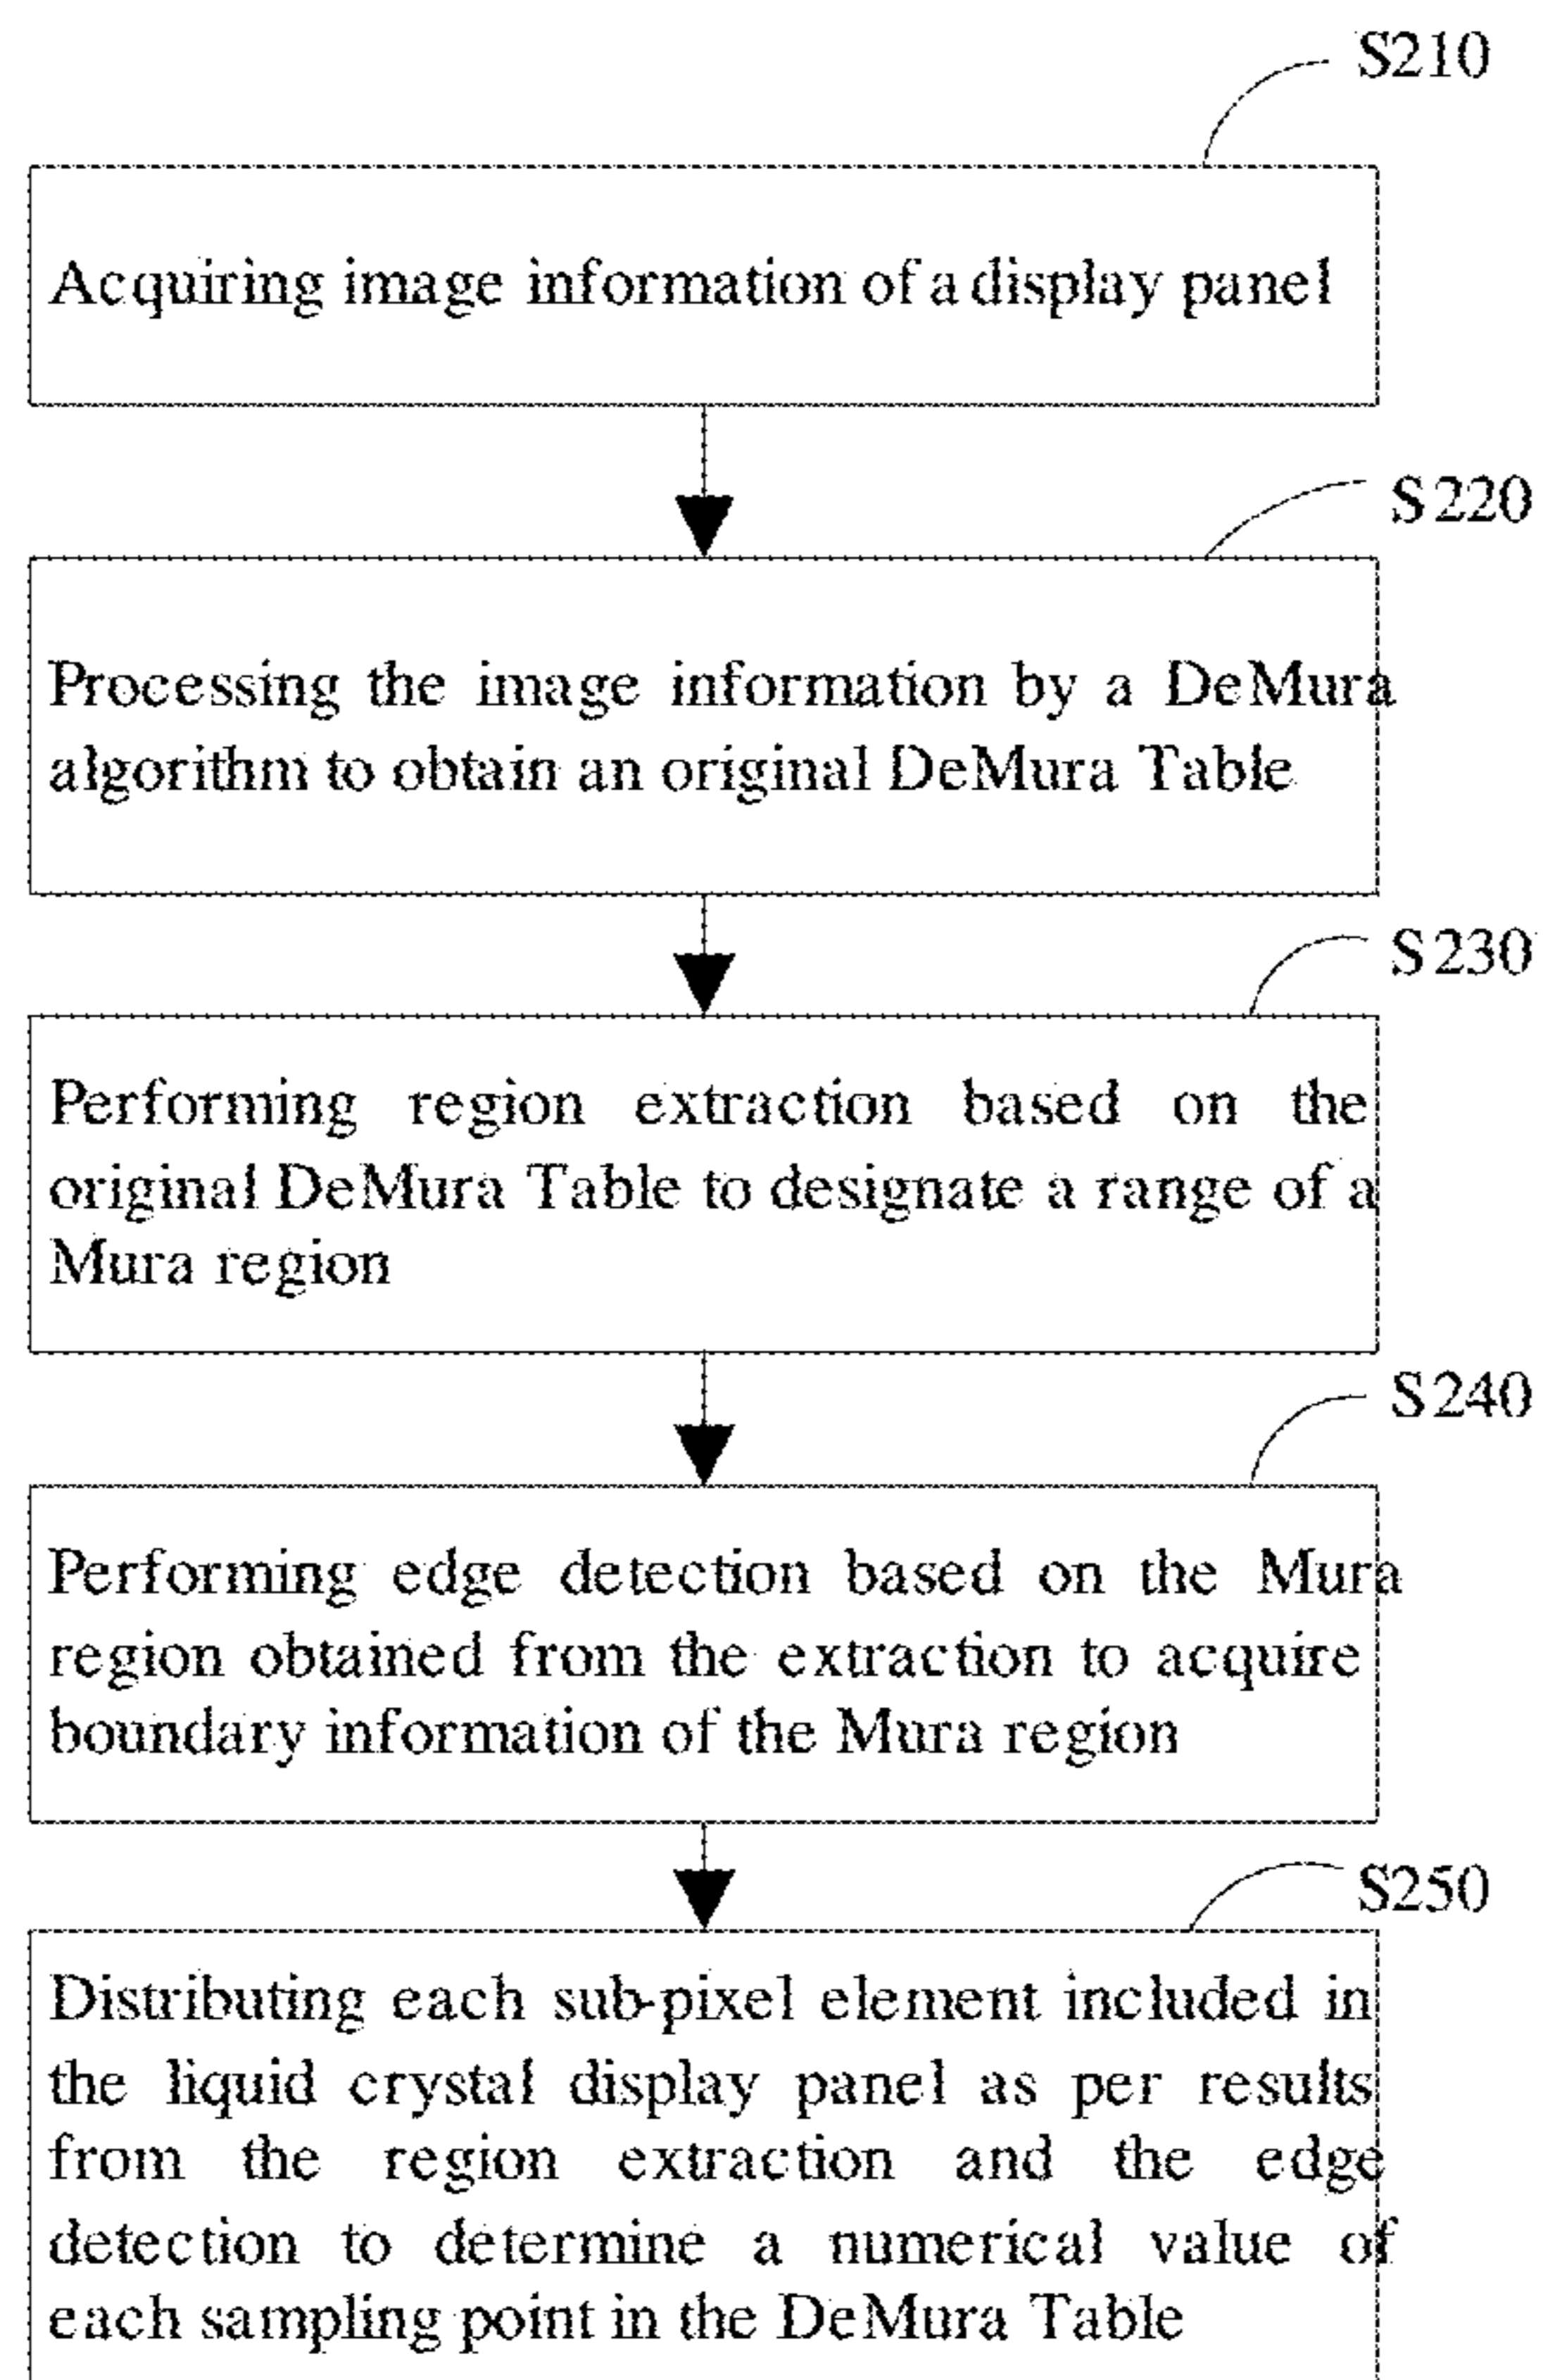 S210
Acquiring image information of a display panel
S220
Processing the image information by a DeMura
algorithm to obtain an original DeMura Table
S230
Performing region extraction based on the
original DeMura Table to designate a range of a
Mura region
S240
Performing edge detection based on the Mura
region obtained from the extraction to acquire
boundary information of the Mura region
S250
Distributing each sub-pixel element included in
the liquid crystal display panel as per results
from the region extraction and the edge
detection to determine a numerical value of
each sampling point in the DeMura Table